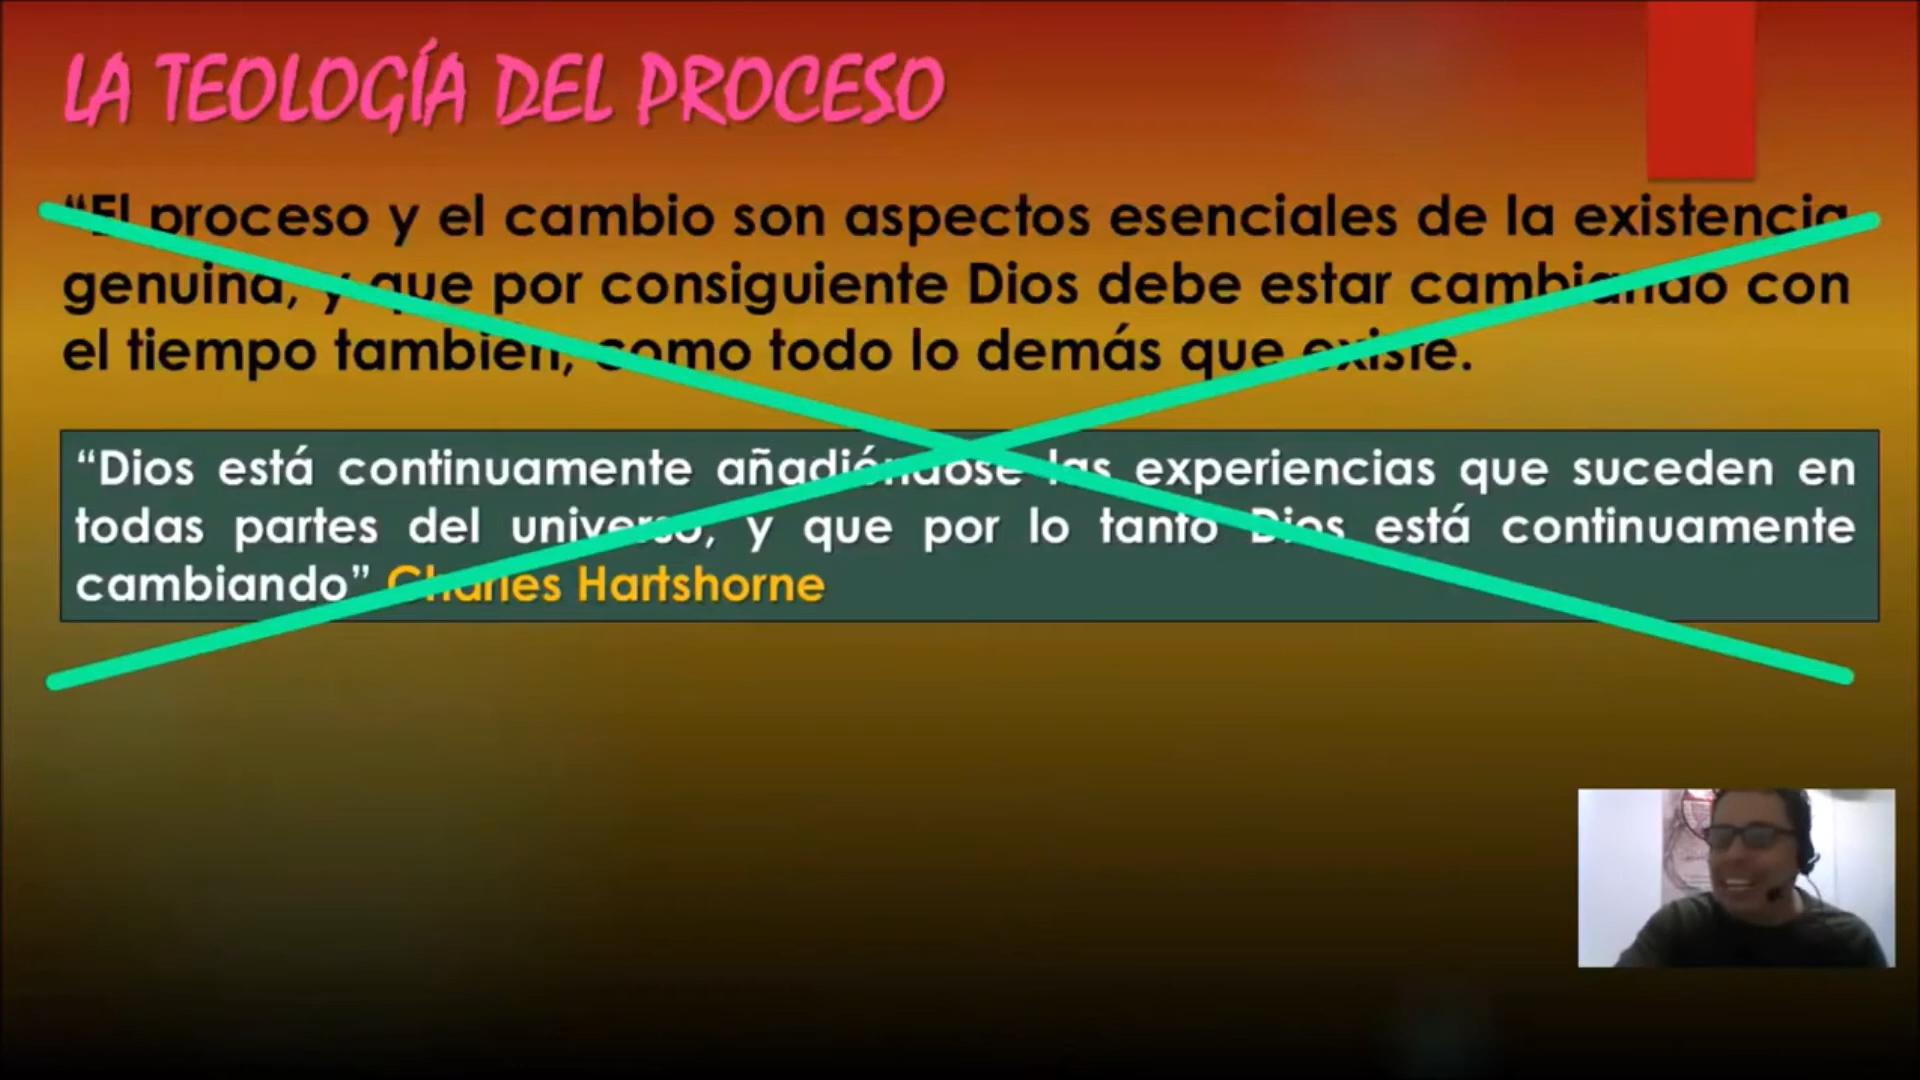 LA TEOLOGÍA DEL PROCESO
“El proceso y el cambio son aspectos esenciales de la existencia
genuina, y que por consiguiente Dios debe estar cambiando con
el tiempo también, como todo lo demás que existe.
“Dios está continuamente añadiéndose las experiencias que suceden en
todas partes del universo, y que por lo tanto Dios está continuamente
cambiando” Charles Hartshorne